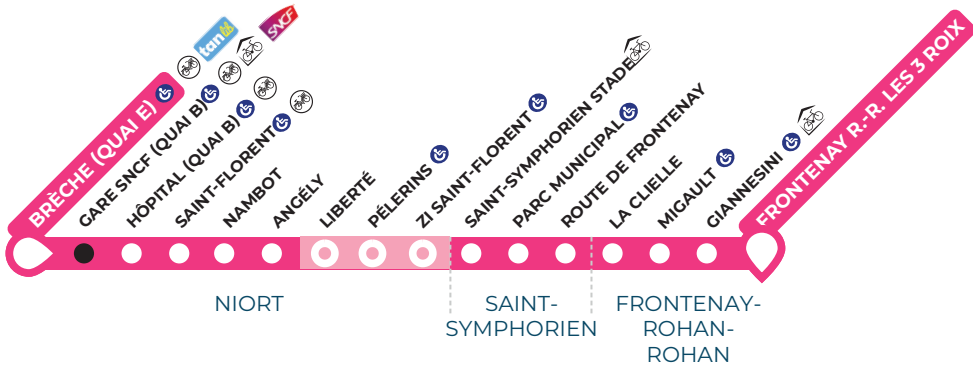 tanlib
SNCF
BRÈCHE (QUAI E)
GARE SNCF (QUAI B)
HÔPITAL (QUAI B)
SAINT-FLORENT
NAMBOT
ANGÉLY
LIBERTÉ
PÉLERINS
ZI SAINT-FLORENT
SAINT-SYMPHORIEN STADE
PARC MUNICIPAL
ROUTE DE FRONTENAY
LA CLIELLE
MIGAULT
GIANNESINI
FRONTENAY R.-R. LES 3 ROIX
NIORT
SAINT-
SYMPHORIEN
FRONTENAY-
ROHAN-
ROHAN